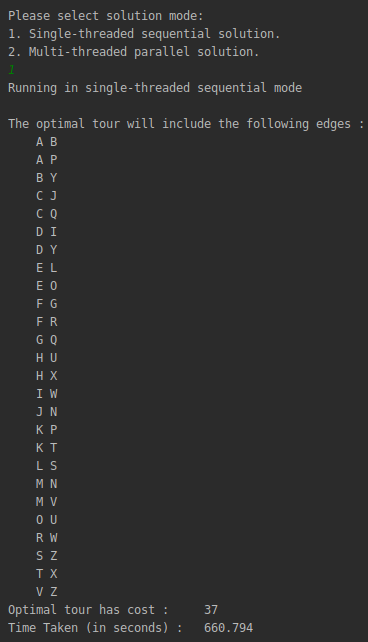 Please select solution mode:
1. Single-threaded sequential solution.
2. Multi-threaded parallel solution.
1
Running in single-threaded sequential mode
The optimal tour will include the following edges :
A B
A P
B Y
C J
C Q
D I
D Y
E L
E O
F G
F R
G Q
H U
H X
I W
J N
K P
K T
L S
M N
M V
O U
R W
S Z
T X
V Z
Optimal tour has cost : 37
Time Taken (in seconds) : 660.794